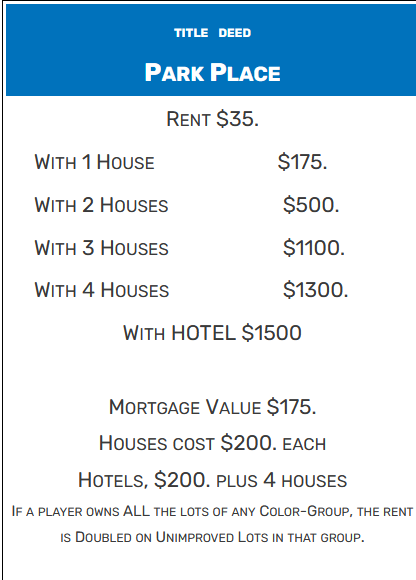 TITLE DEED
PARK PLACE
RENT $35.
WITH 1 HOUSE $175.
WITH 2 HOUSES $500.
WITH 3 HOUSES $1100.
WITH 4 HOUSES $1300.
WITH HOTEL $1500
MORTGAGE VALUE $175.
HOUSES COST $200. EACH
HOTELS, $200. PLUS 4 HOUSES
IF A PLAYER OWNS ALL THE LOTS OF ANY COLOR-GROUP, THE RENT
IS DOUBLED ON UNIMPROVED LOTS IN THAT GROUP.